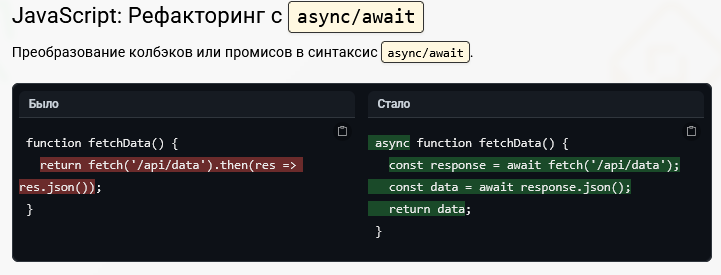 JavaScript: Рефакторинг с async/await
Преобразование колбэков или промисов в синтаксис async/await.
Было
function fetchData() {
return fetch('/api/data').then(res =>
res.json());
}
Стало
async function fetchData() {
const response = await fetch('/api/data');
const data = await response.json();
return data;
}